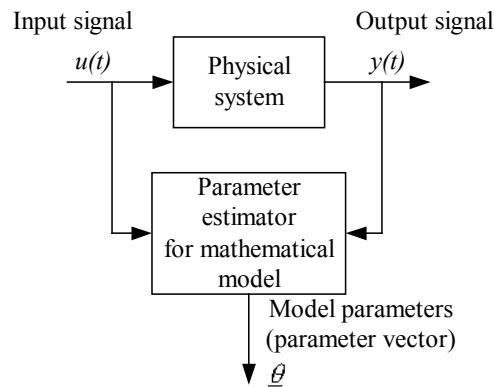 Input signal
Output signal
u(t)
Physical
system
y(t)
Parameter
estimator
for mathematical
model
Model parameters
(parameter vector)
θ